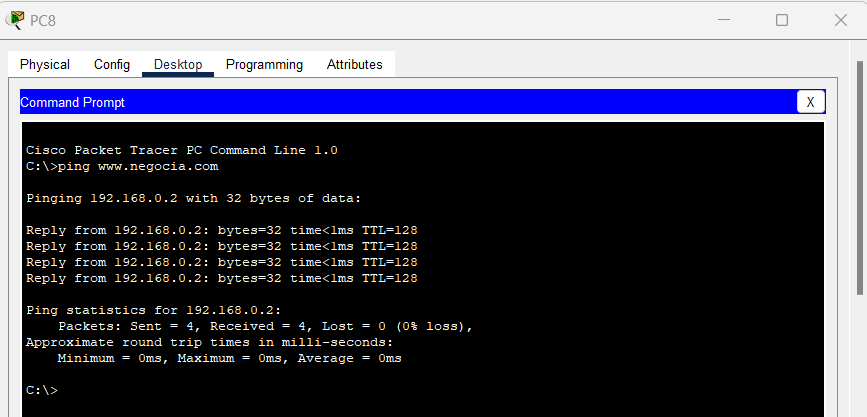 PC8
Physical Config Desktop Programming Attributes
Command Prompt X
Cisco Packet Tracer PC Command Line 1.0
C:\>ping www.negocia.com
Pinging 192.168.0.2 with 32 bytes of data:
Reply from 192.168.0.2: bytes=32 time<1ms TTL=128
Reply from 192.168.0.2: bytes=32 time<1ms TTL=128
Reply from 192.168.0.2: bytes=32 time<1ms TTL=128
Reply from 192.168.0.2: bytes=32 time<1ms TTL=128
Ping statistics for 192.168.0.2:
Packets: Sent = 4, Received = 4, Lost = 0 (0% loss),
Approximate round trip times in milli-seconds:
Minimum = 0ms, Maximum = 0ms, Average = 0ms
C:\>